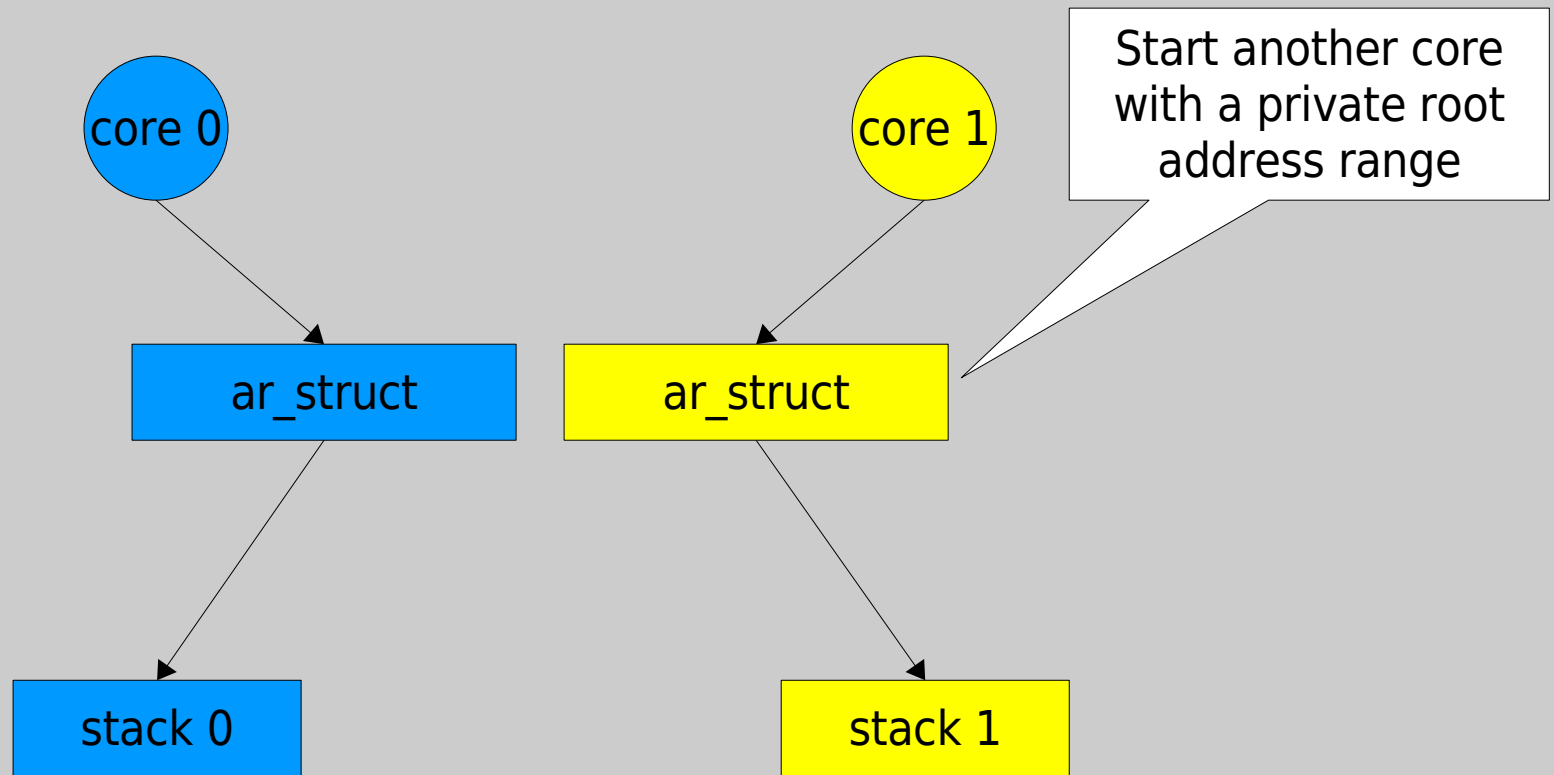 core 0
core 1
Start another core
with a private root
address range
ar_struct
ar_struct
stack 0
stack 1